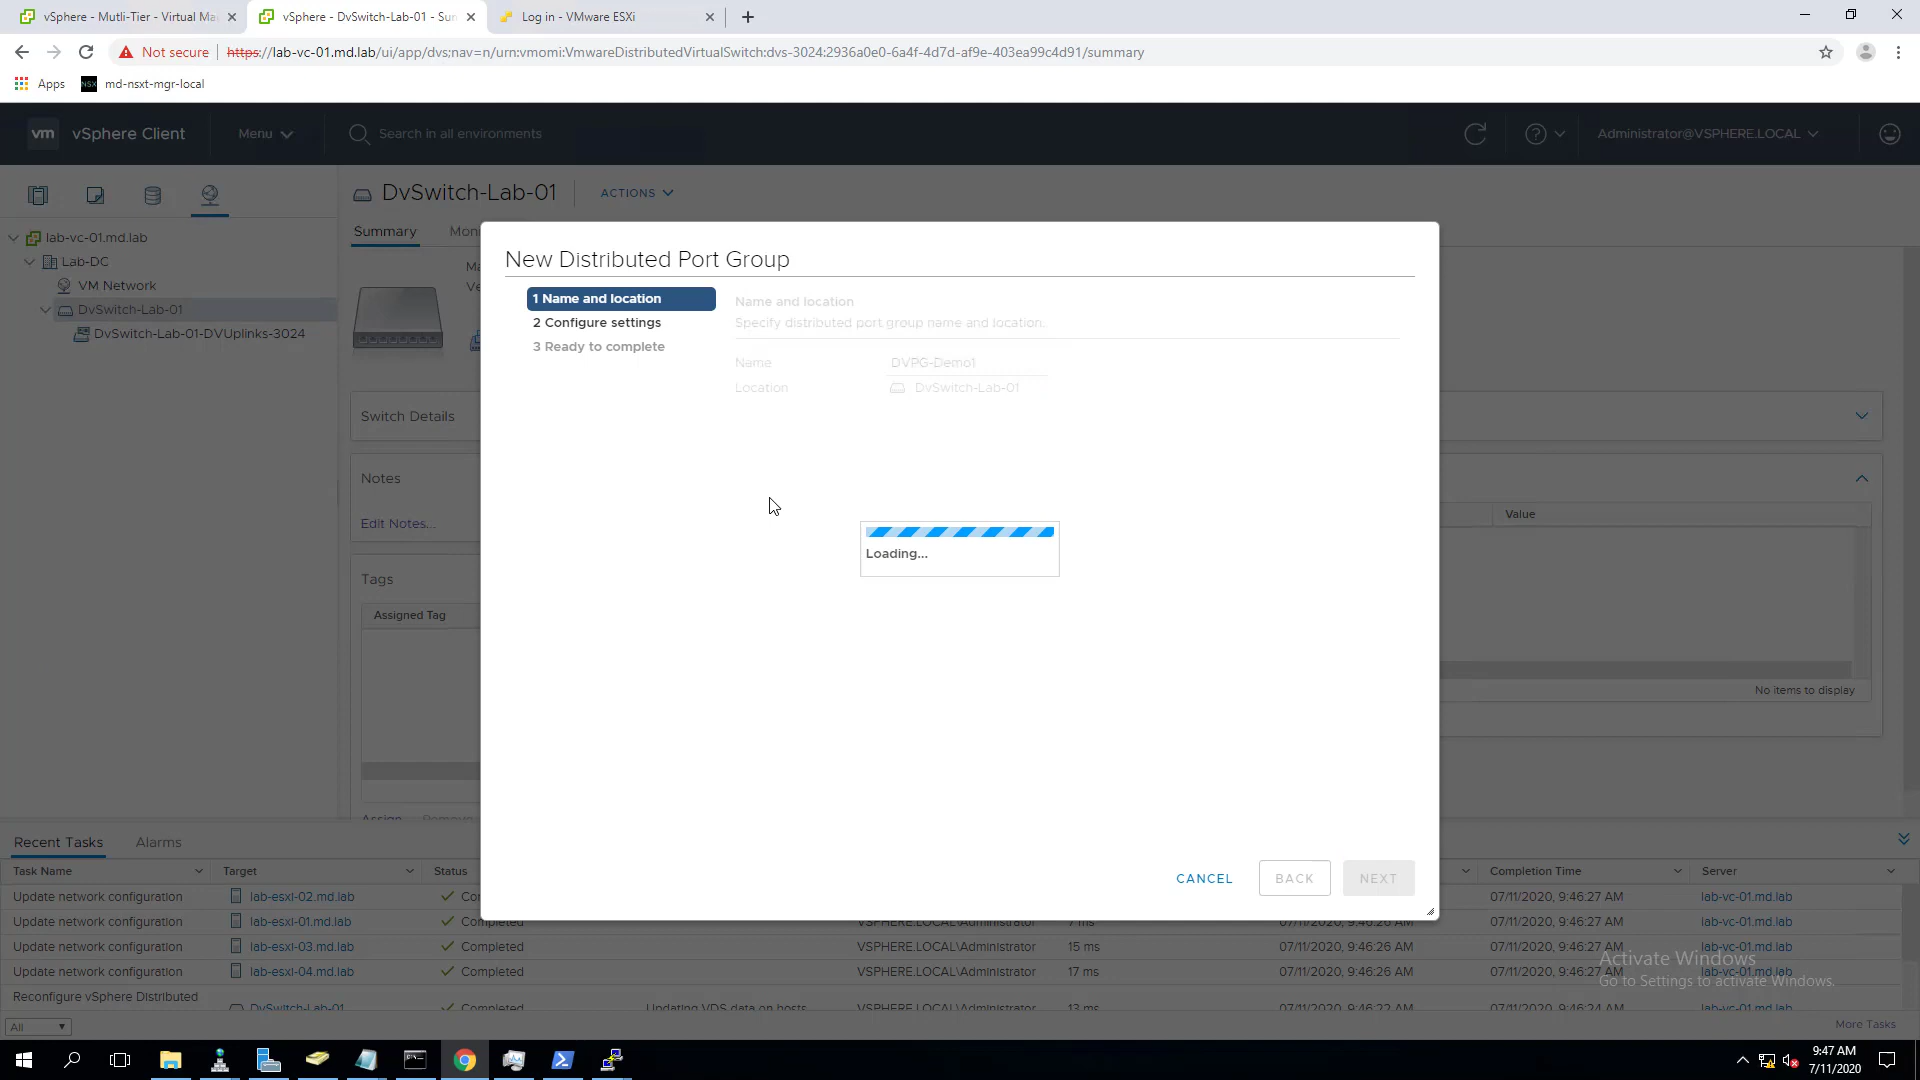 vSphere - Mutli-Tier - Virtual Ma
vSphere - DvSwitch-Lab-01 - Sum
Log in - VMware ESXi
Not secure
https://lab-vc-01.md.lab/ui/app/dvs;nav=n/urn:vmomi:VmwareDistributedVirtualSwitch:dvs-3024:2936a0e0-6a4f-4d7d-af9e-403ea99c4d91/summary
Apps
NSX
md-nsxt-mgr-local
vm
vSphere Client
Menu
Search in all environments
Administrator@VSPHERE.LOCAL
DvSwitch-Lab-01
ACTIONS
Summary
Mon
lab-vc-01.md.lab
Lab-DC
VM Network
DvSwitch-Lab-01
DvSwitch-Lab-01-DVUplinks-3024
Ma
Ve
New Distributed Port Group
1 Name and location
2 Configure settings
3 Ready to complete
Name and location
Specify distributed port group name and location.
Name
DVPG-Demo1
Location
DvSwitch-Lab-01
Loading...
CANCEL
BACK
NEXT
Switch Details
Notes
Edit Notes...
Value
Tags
Assigned Tag
No items to display
Assign
Remove
Recent Tasks
Alarms
Task Name
Target
Status
Completion Time
Server
Update network configuration
lab-esxi-02.md.lab
Co
07/11/2020, 9:46:27 AM
lab-vc-01.md.lab
Update network configuration
lab-esxi-01.md.lab
Completed
VSPHERE.LOCAL\Administrator
7 ms
07/11/2020, 9:46:26 AM
07/11/2020, 9:46:27 AM
lab-vc-01.md.lab
Update network configuration
lab-esxi-03.md.lab
Completed
VSPHERE.LOCAL\Administrator
15 ms
07/11/2020, 9:46:26 AM
07/11/2020, 9:46:27 AM
lab-vc-01.md.lab
Update network configuration
lab-esxi-04.md.lab
Completed
VSPHERE.LOCAL\Administrator
17 ms
07/11/2020, 9:46:26 AM
07/11/2020, 9:46:27 AM
lab-vc-01.md.lab
Reconfigure vSphere Distributed
DvSwitch-Lab-01
Completed
Updating VDS data on hosts
VSPHERE.LOCAL\Administrator
13 ms
07/11/2020, 9:46:22 AM
07/11/2020, 9:46:24 AM
lab-vc-01.md.lab
Activate Windows
Go to Settings to activate Windows.
All
More Tasks
9:47 AM
7/11/2020